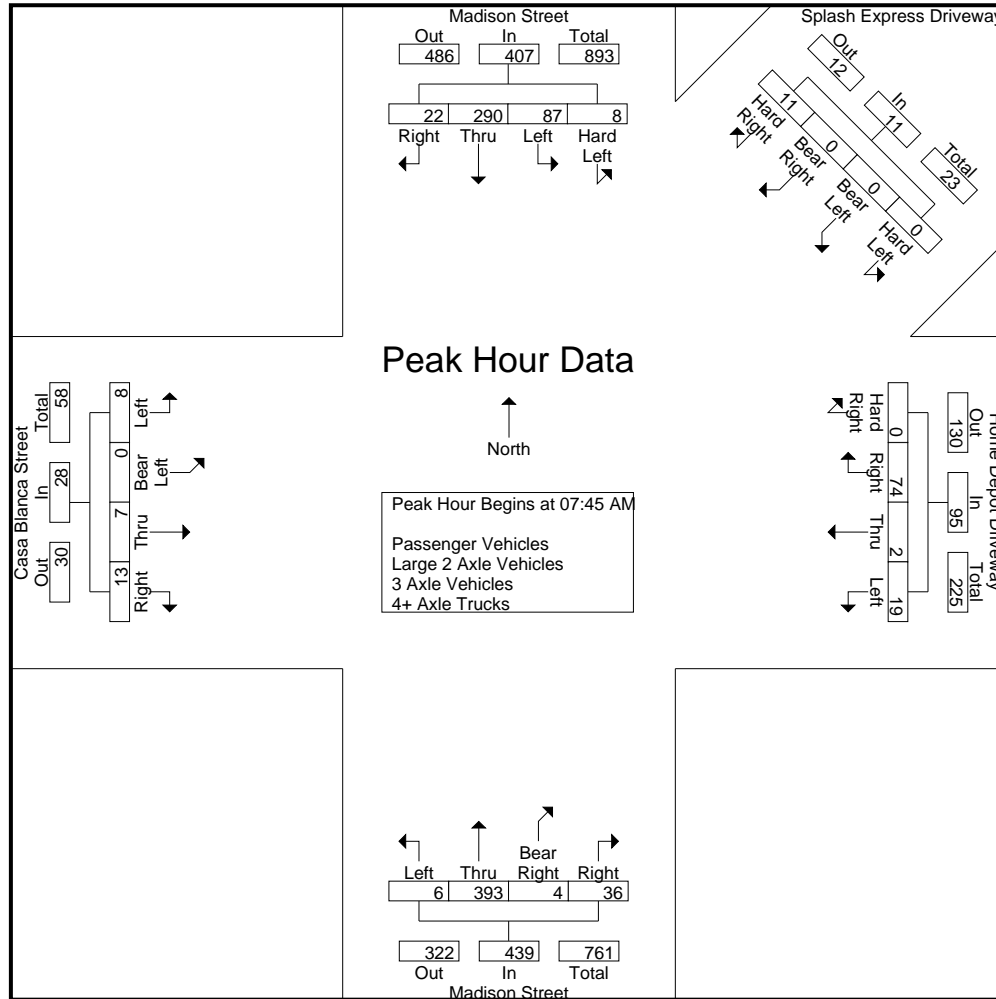 Madison Street
Out In Total
486 407 893
22 290 87 8
Right Thru Left Hard Left
Splash Express Driveway
Out In Total
12 11 23
11 0 0 0
Hard Right Bear Right Bear Left Hard Left
Peak Hour Data
North
Peak Hour Begins at 07:45 AM
Passenger Vehicles
Large 2 Axle Vehicles
3 Axle Vehicles
4+ Axle Trucks
Casa Blanca Street
Out In Total
30 28 58
8 0 7 13
Left Bear Left Thru Right
Home Depot Driveway
Out In Total
130 95 225
0 74 2 19
Hard Right Right Thru Left
Left Thru Bear Right Right
6 393 4 36
322 439 761
Out In Total
Madison Street